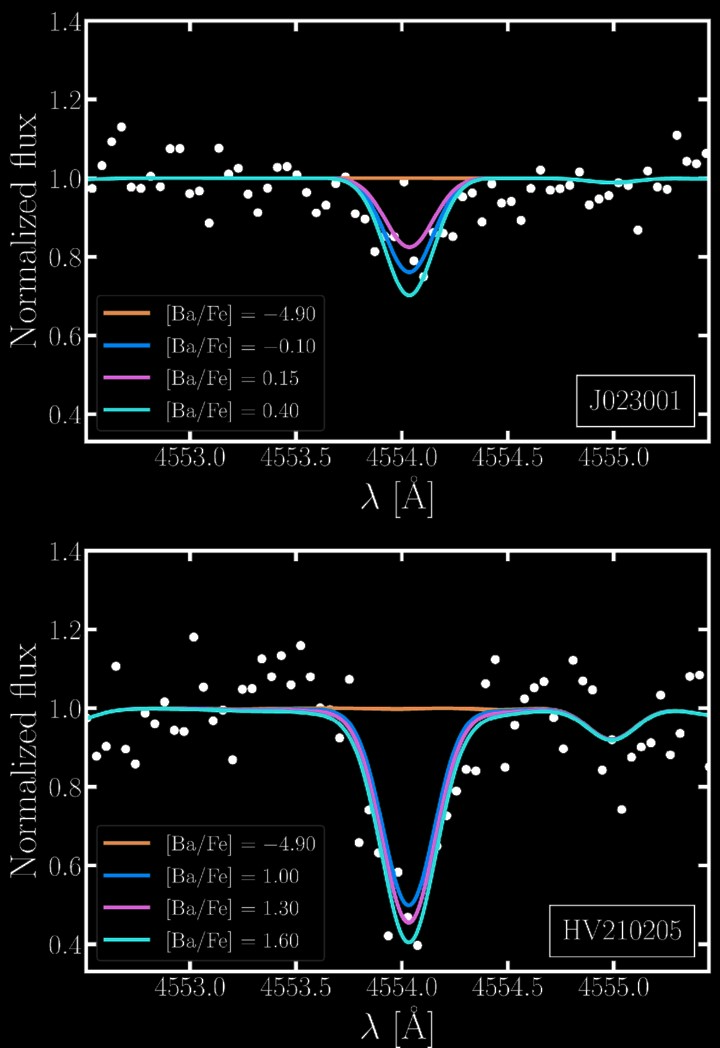 1.4
1.2
1.0
0.8
0.6
0.4
Normalized flux
[Ba/Fe] = −4.90
[Ba/Fe] = −0.10
[Ba/Fe] = 0.15
[Ba/Fe] = 0.40
J023001
4553.0 4553.5 4554.0 4554.5 4555.0
λ [Å]
1.4
1.2
1.0
0.8
0.6
0.4
Normalized flux
[Ba/Fe] = −4.90
[Ba/Fe] = 1.00
[Ba/Fe] = 1.30
[Ba/Fe] = 1.60
HV210205
4553.0 4553.5 4554.0 4554.5 4555.0
λ [Å]